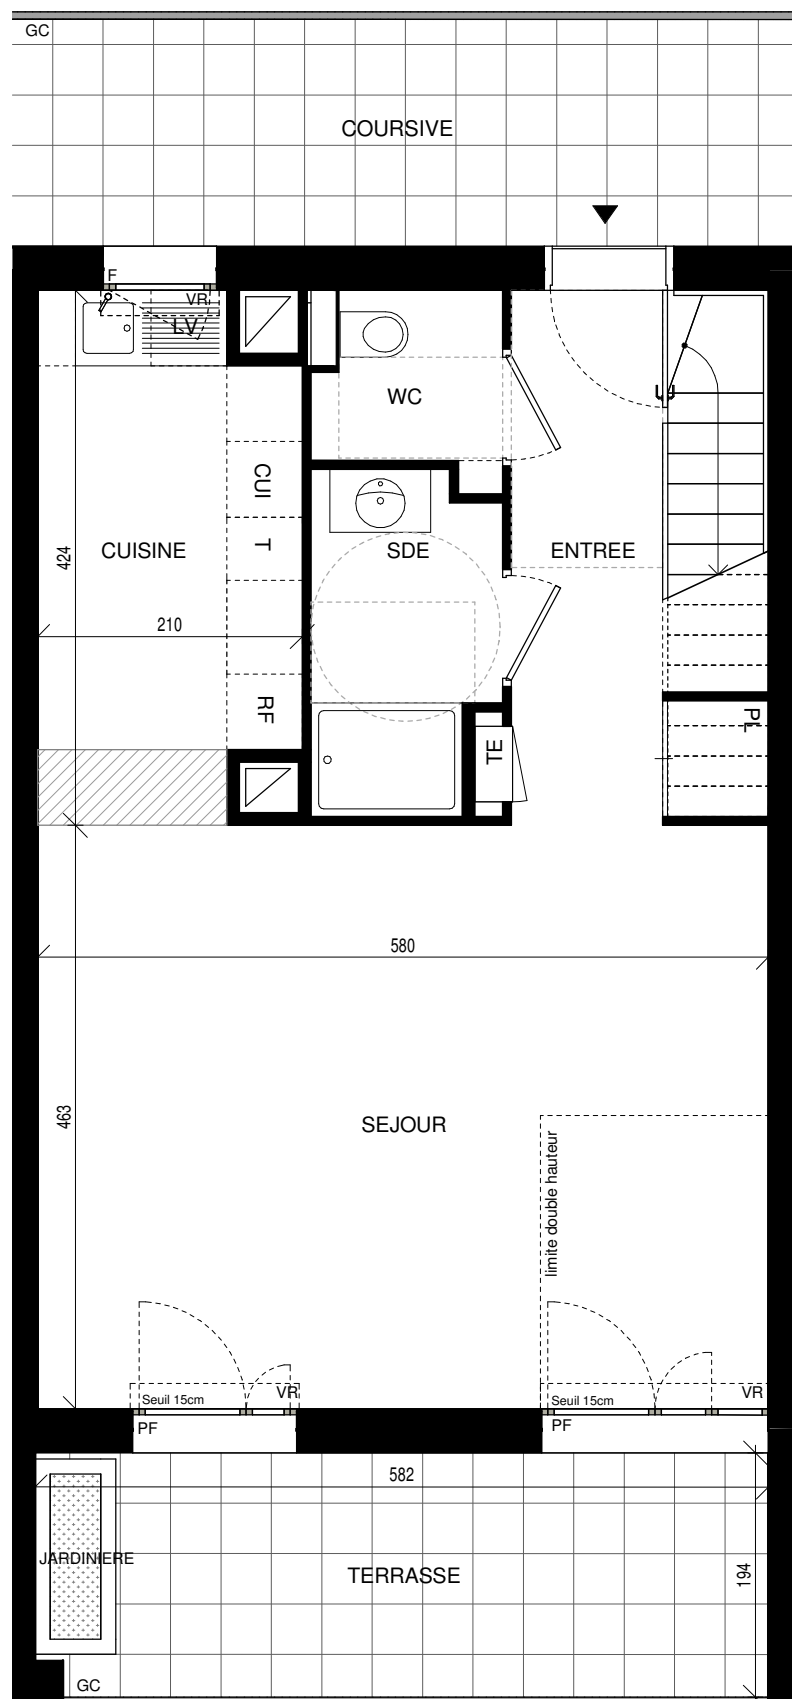 GC
COURSIVE
F
VR
LV
WC
CUI
T
CUISINE
SDE
ENTREE
424
210
RF
PL
TE
580
463
SEJOUR
limite double hauteur
Seuil 15cm
VR
Seuil 15cm
VR
PF
PF
582
JARDINIERE
TERRASSE
194
GC